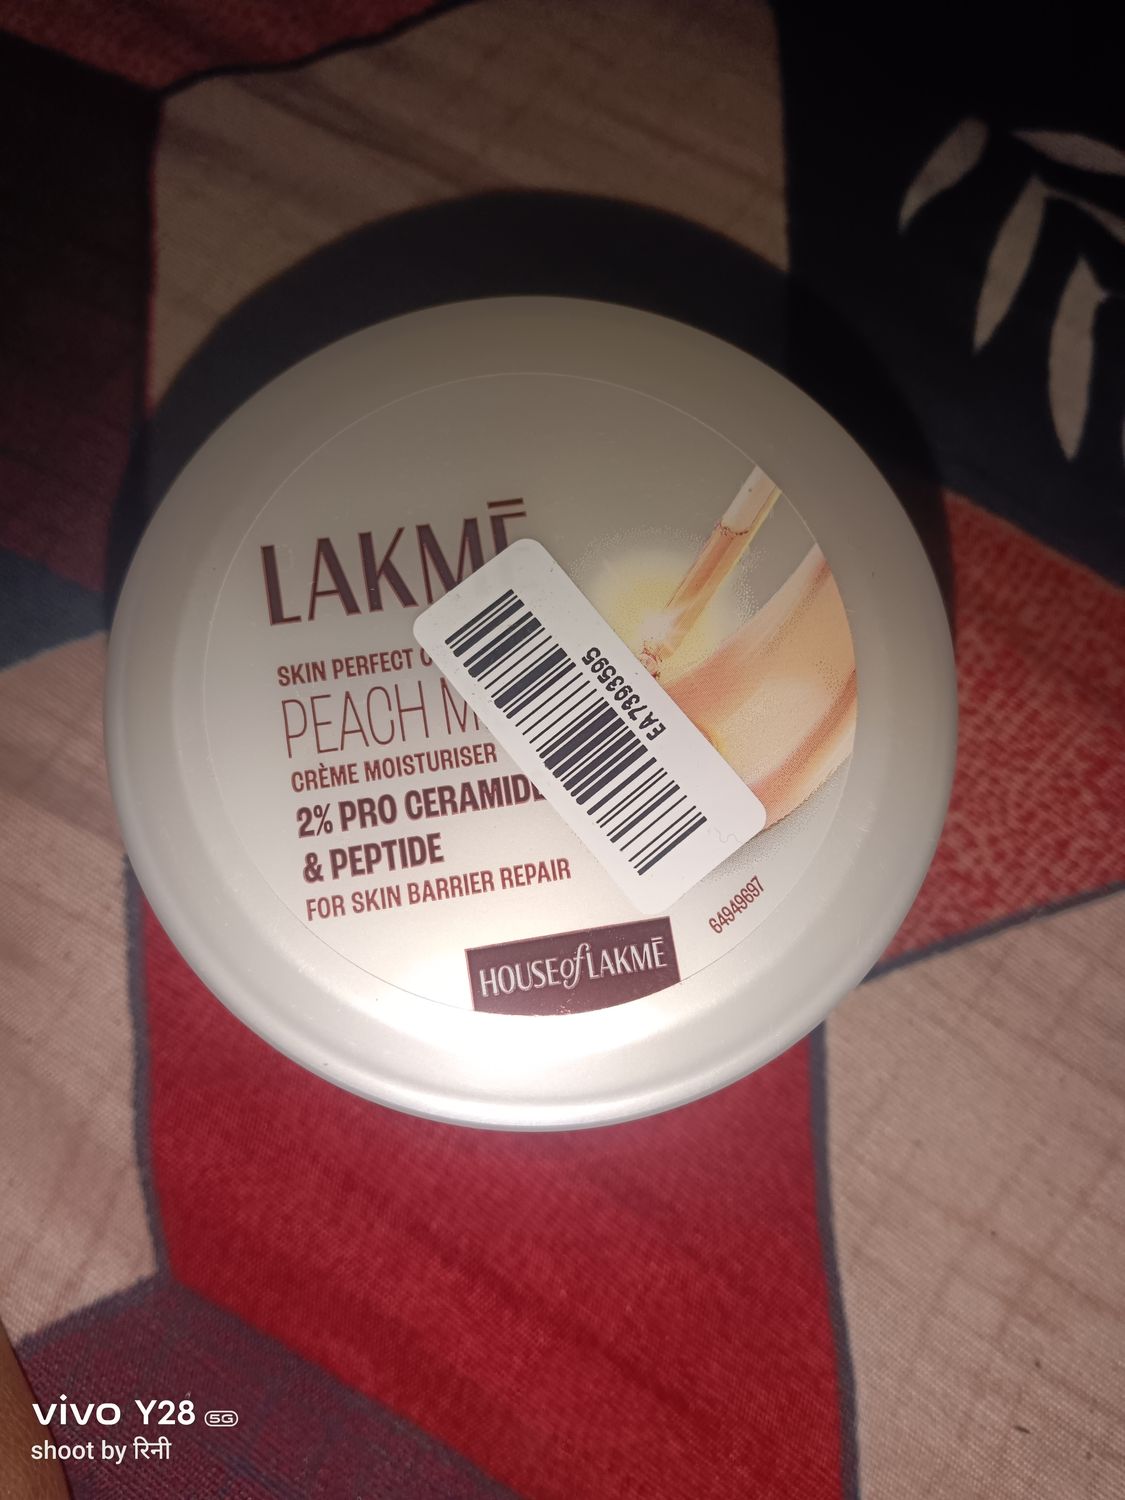 LAKMĒ
SKIN PERFECT
PEACH
CRÈME MOISTURISER
2% PRO CERAMIDE
& PEPTIDE
FOR SKIN BARRIER REPAIR
EA7393595
64949697
HOUSE of LAKMĒ
vivo Y28 5G
shoot by रिनी